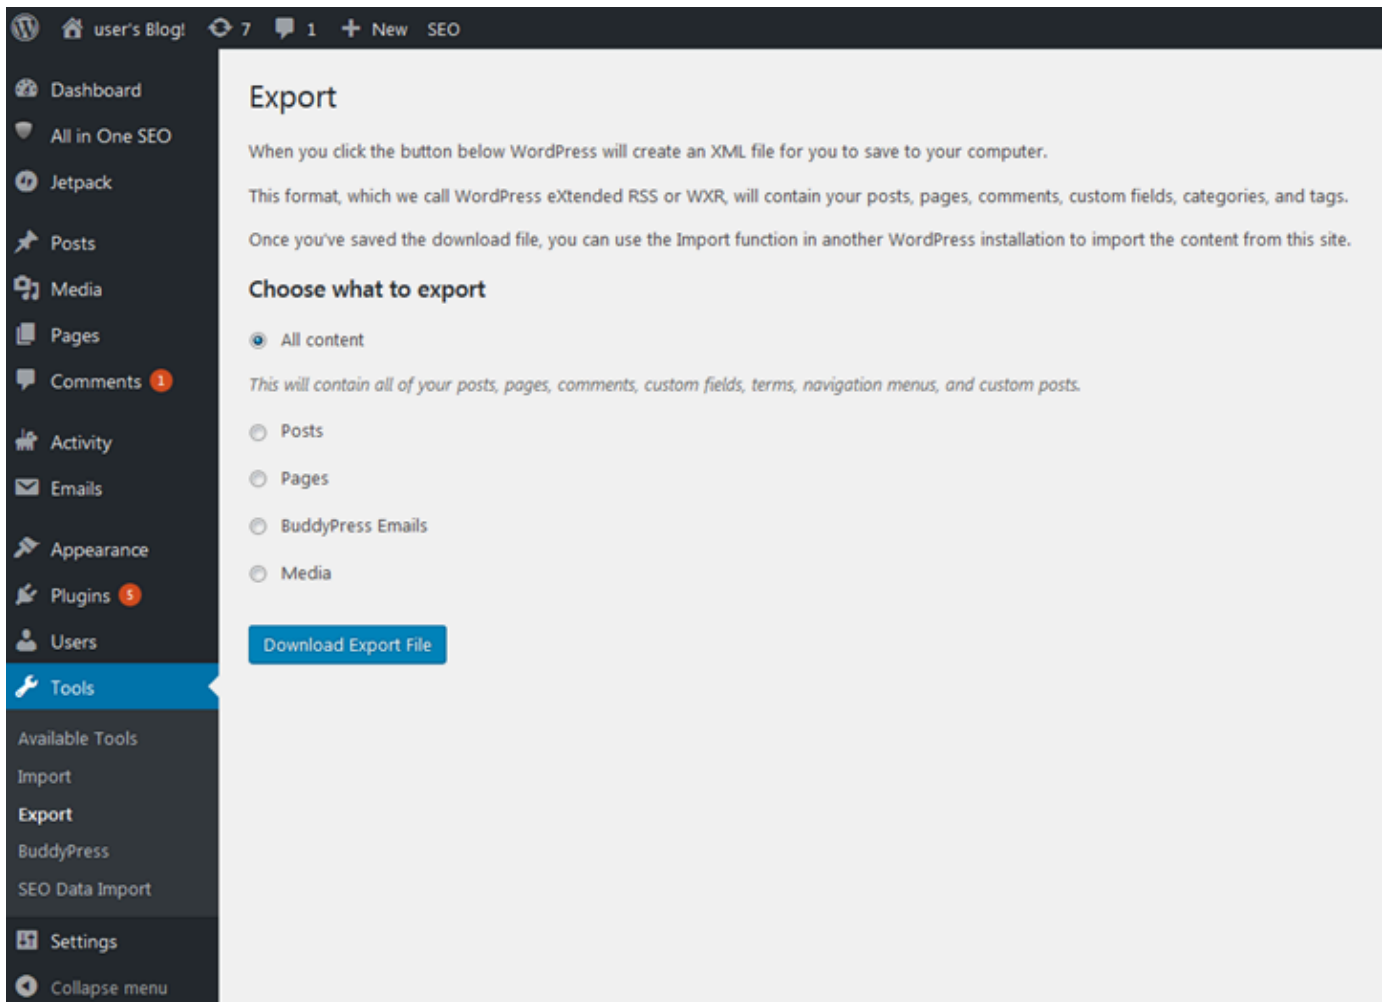 user's Blog! 7 1 New SEO
Dashboard
All in One SEO
Jetpack
Posts
Media
Pages
Comments 1
Activity
Emails
Appearance
Plugins 5
Users
Tools
Available Tools
Import
Export
BuddyPress
SEO Data Import
Settings
Collapse menu
Export
When you click the button below WordPress will create an XML file for you to save to your computer.
This format, which we call WordPress eXtended RSS or WXR, will contain your posts, pages, comments, custom fields, categories, and tags.
Once you've saved the download file, you can use the Import function in another WordPress installation to import the content from this site.
Choose what to export
All content
This will contain all of your posts, pages, comments, custom fields, terms, navigation menus, and custom posts.
Posts
Pages
BuddyPress Emails
Media
Download Export File